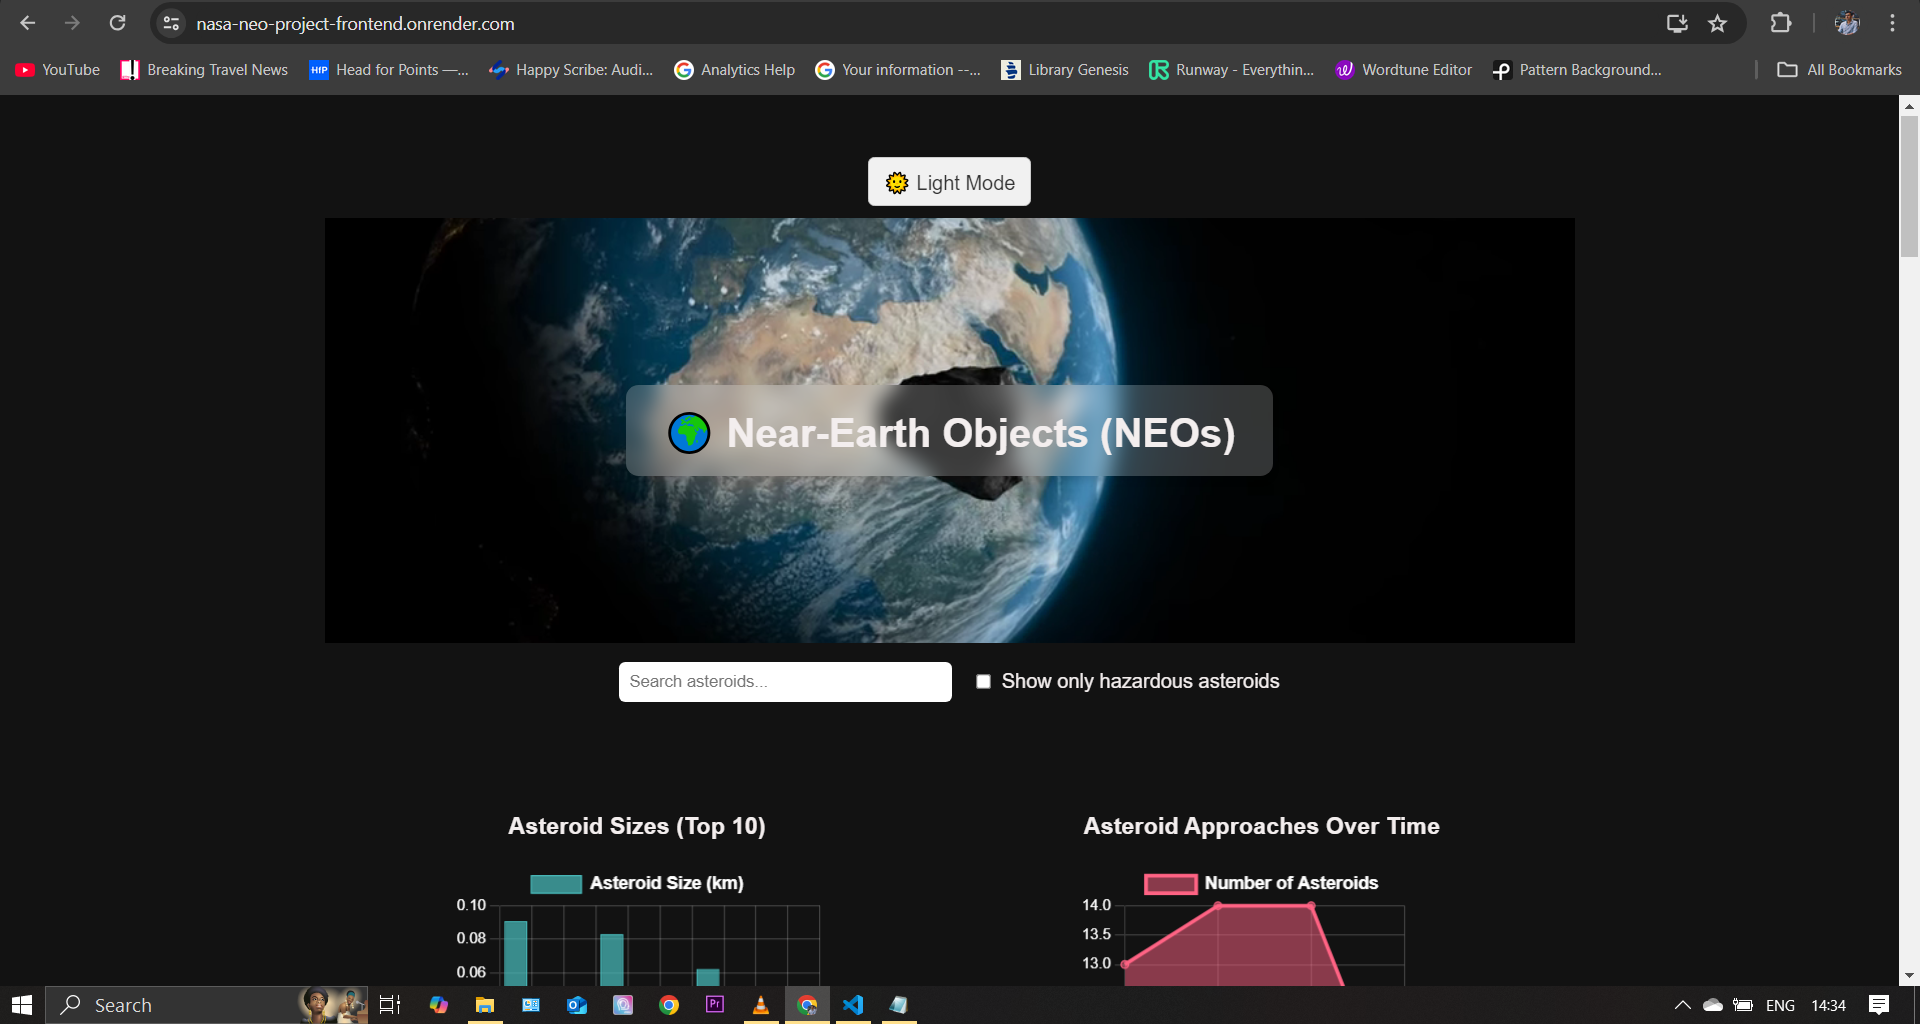 nasa-neo-project-frontend.onrender.com
YouTube
Breaking Travel News
HfP
Head for Points —...
Happy Scribe: Audi...
Analytics Help
Your information --...
Library Genesis
Runway - Everythin...
Wordtune Editor
Pattern Background...
All Bookmarks
Light Mode
Near-Earth Objects (NEOs)
Search asteroids...
Show only hazardous asteroids
Asteroid Sizes (Top 10)
Asteroid Size (km)
0.10
0.08
0.06
Asteroid Approaches Over Time
Number of Asteroids
14.0
13.5
13.0
Search
Pr
ENG
14:34